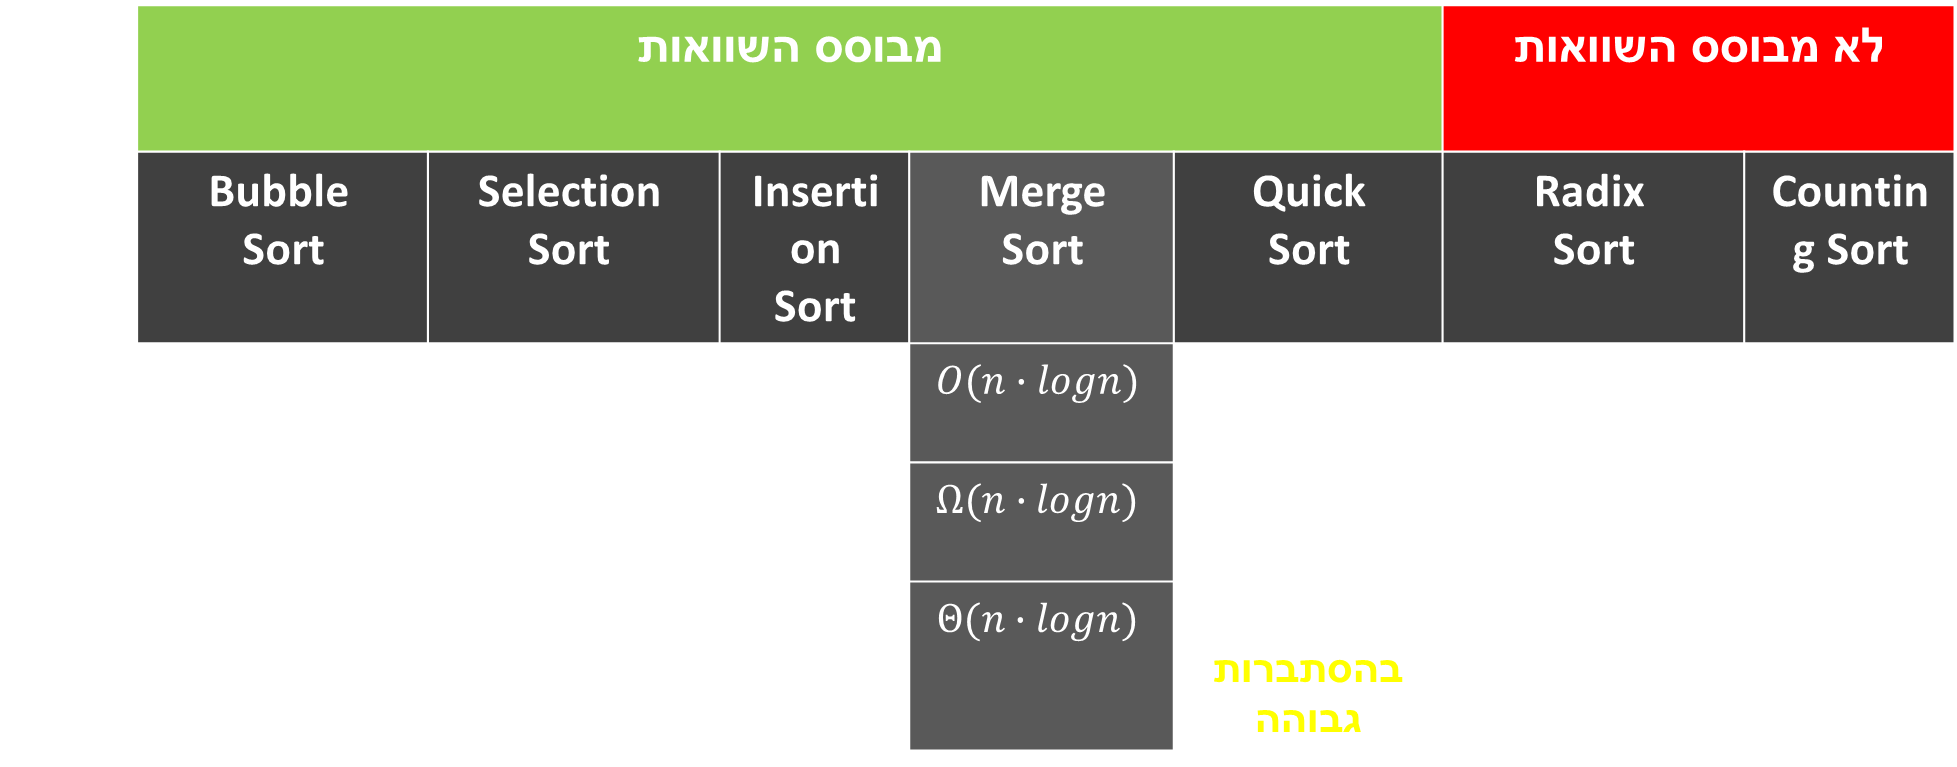 מבוסס השוואות
לא מבוסס השוואות
Bubble
Sort
Selection
Sort
Inserti
on
Sort
Merge
Sort
Quick
Sort
Radix
Sort
Countin
g Sort
O(n · logn)
Ω(n · logn)
Θ(n · logn)
בהסתברות
גבוהה